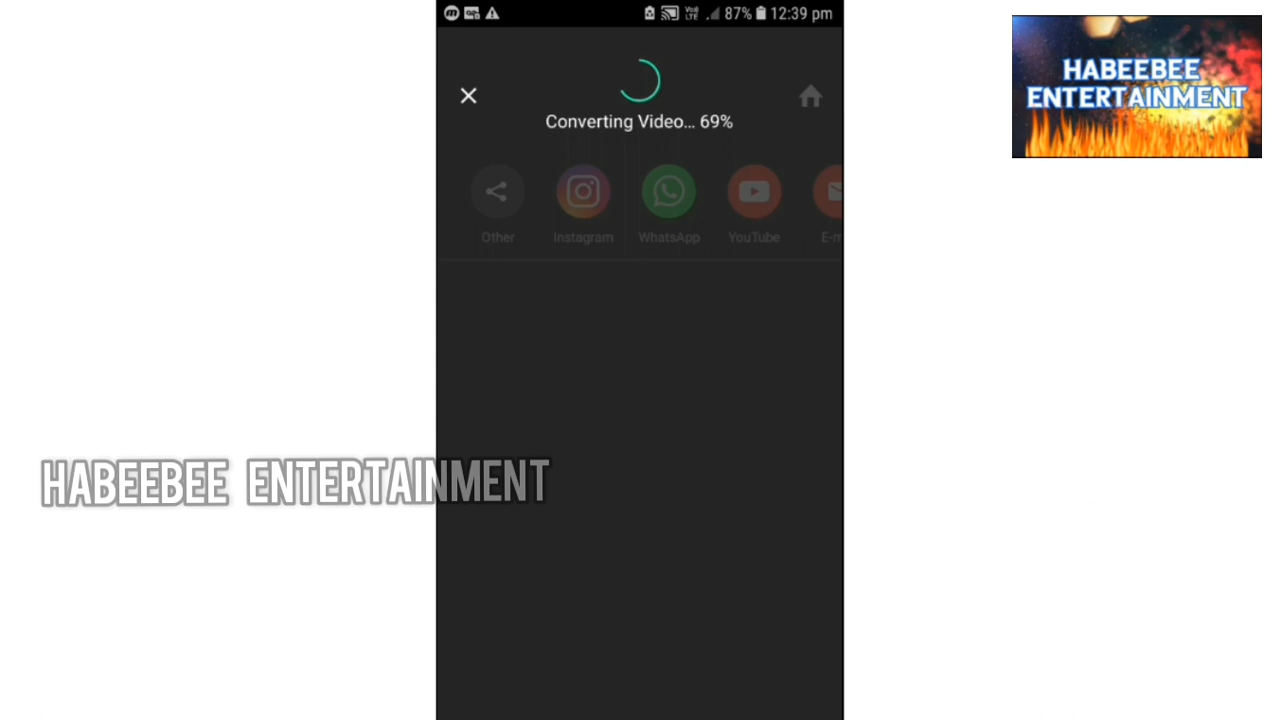 87% 12:39 pm
HABEEBEE
ENTERTAINMENT
Converting Video... 69%
Other Instagram WhatsApp YouTube E-m
HABEEBEE ENTERTAINMENT